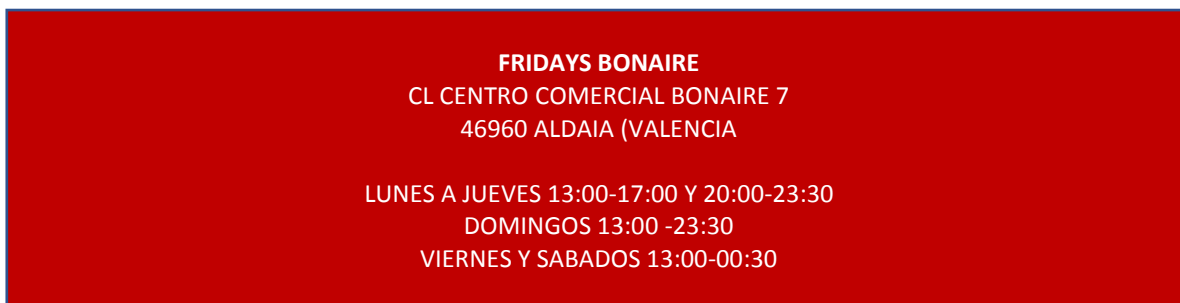 FRIDAYS BONAIRE
CL CENTRO COMERCIAL BONAIRE 7
46960 ALDAIA (VALENCIA
LUNES A JUEVES 13:00-17:00 Y 20:00-23:30
DOMINGOS 13:00 -23:30
VIERNES Y SABADOS 13:00-00:30